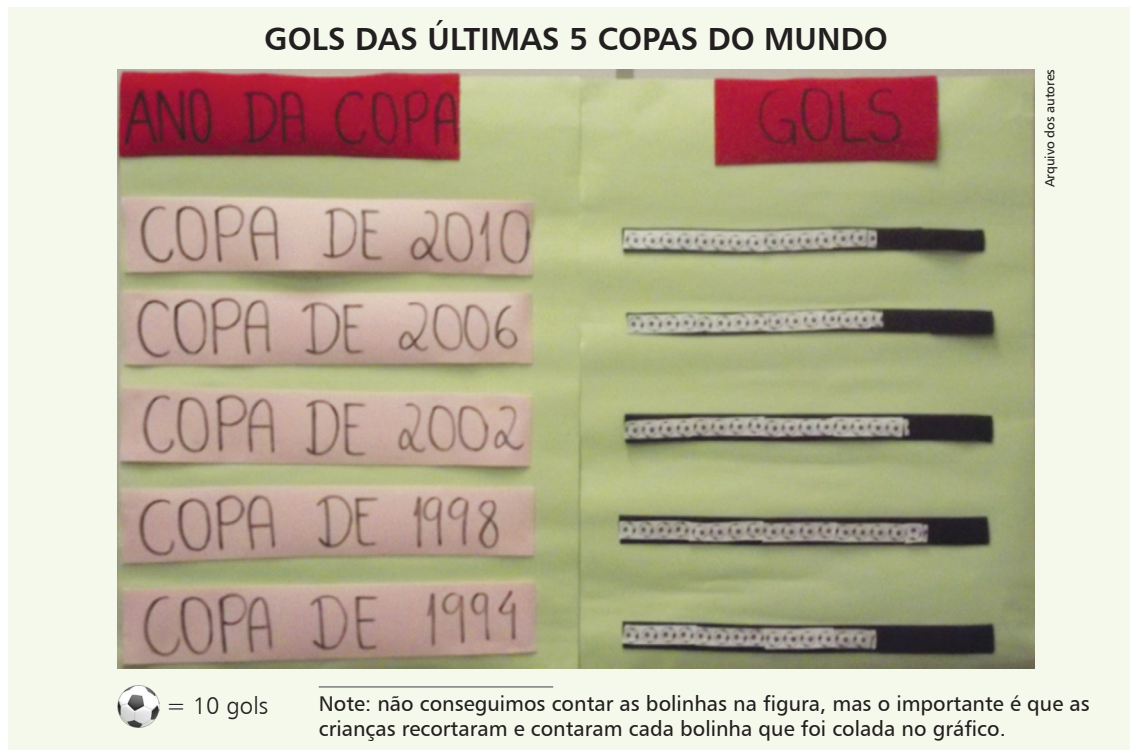 GOLS DAS ÚLTIMAS 5 COPAS DO MUNDO
Arquivo dos autores
ANO DA COPA
GOLS
COPA DE 2010
COPA DE 2006
COPA DE 2002
COPA DE 1998
COPA DE 1994
= 10 gols
Note: não conseguimos contar as bolinhas na figura, mas o importante é que as
crianças recortaram e contaram cada bolinha que foi colada no gráfico.